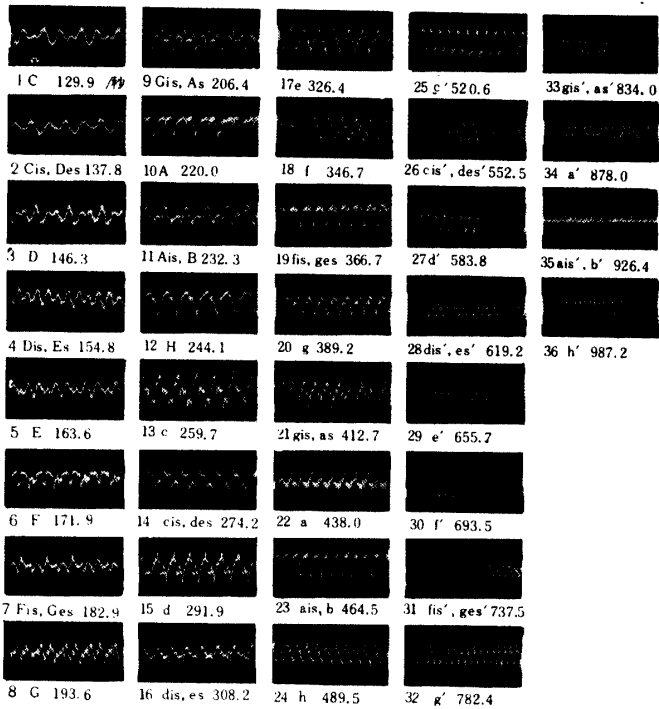 1 C 129.9 /秒
2 Cis, Des 137.8
3 D 146.3
4 Dis, Es 154.8
5 E 163.6
6 F 171.9
7 Fis, Ges 182.9
8 G 193.6
9 Gis, As 206.4
10A 220.0
11 Ais, B 232.3
12 H 244.1
13 c 259.7
14 cis, des 274.2
15 d 291.9
16 dis, es 308.2
17e 326.4
18 f 346.7
19 fis, ges 366.7
20 g 389.2
21 gis, as 412.7
22 a 438.0
23 ais, b 464.5
24 h 489.5
25 c' 520.6
26 cis', des' 552.5
27 d' 583.8
28 dis', es' 619.2
29 e' 655.7
30 f' 693.5
31 fis', ges' 737.5
32 g' 782.4
33 gis', as' 834.0
34 a' 878.0
35 ais', b' 926.4
36 h' 987.2